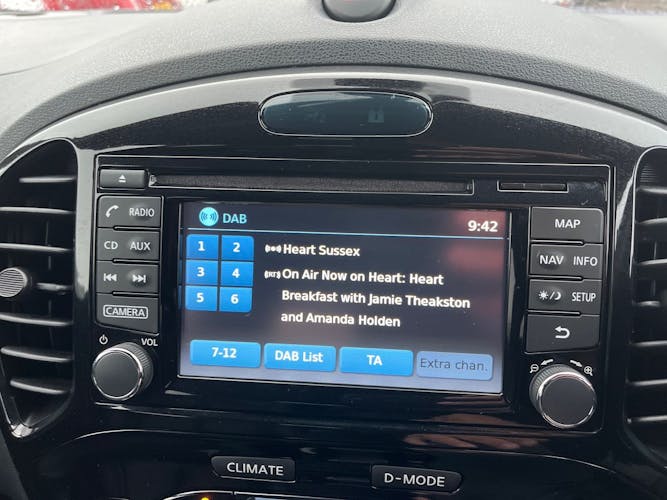 DAB 9:42
1 2
3 4
5 6
Heart Sussex
On Air Now on Heart: Heart
Breakfast with Jamie Theakston
and Amanda Holden
7-12 DAB List TA Extra chan.
RADIO
CD AUX
CAMERA
VOL
MAP
NAV INFO
SETUP
CLIMATE D-MODE